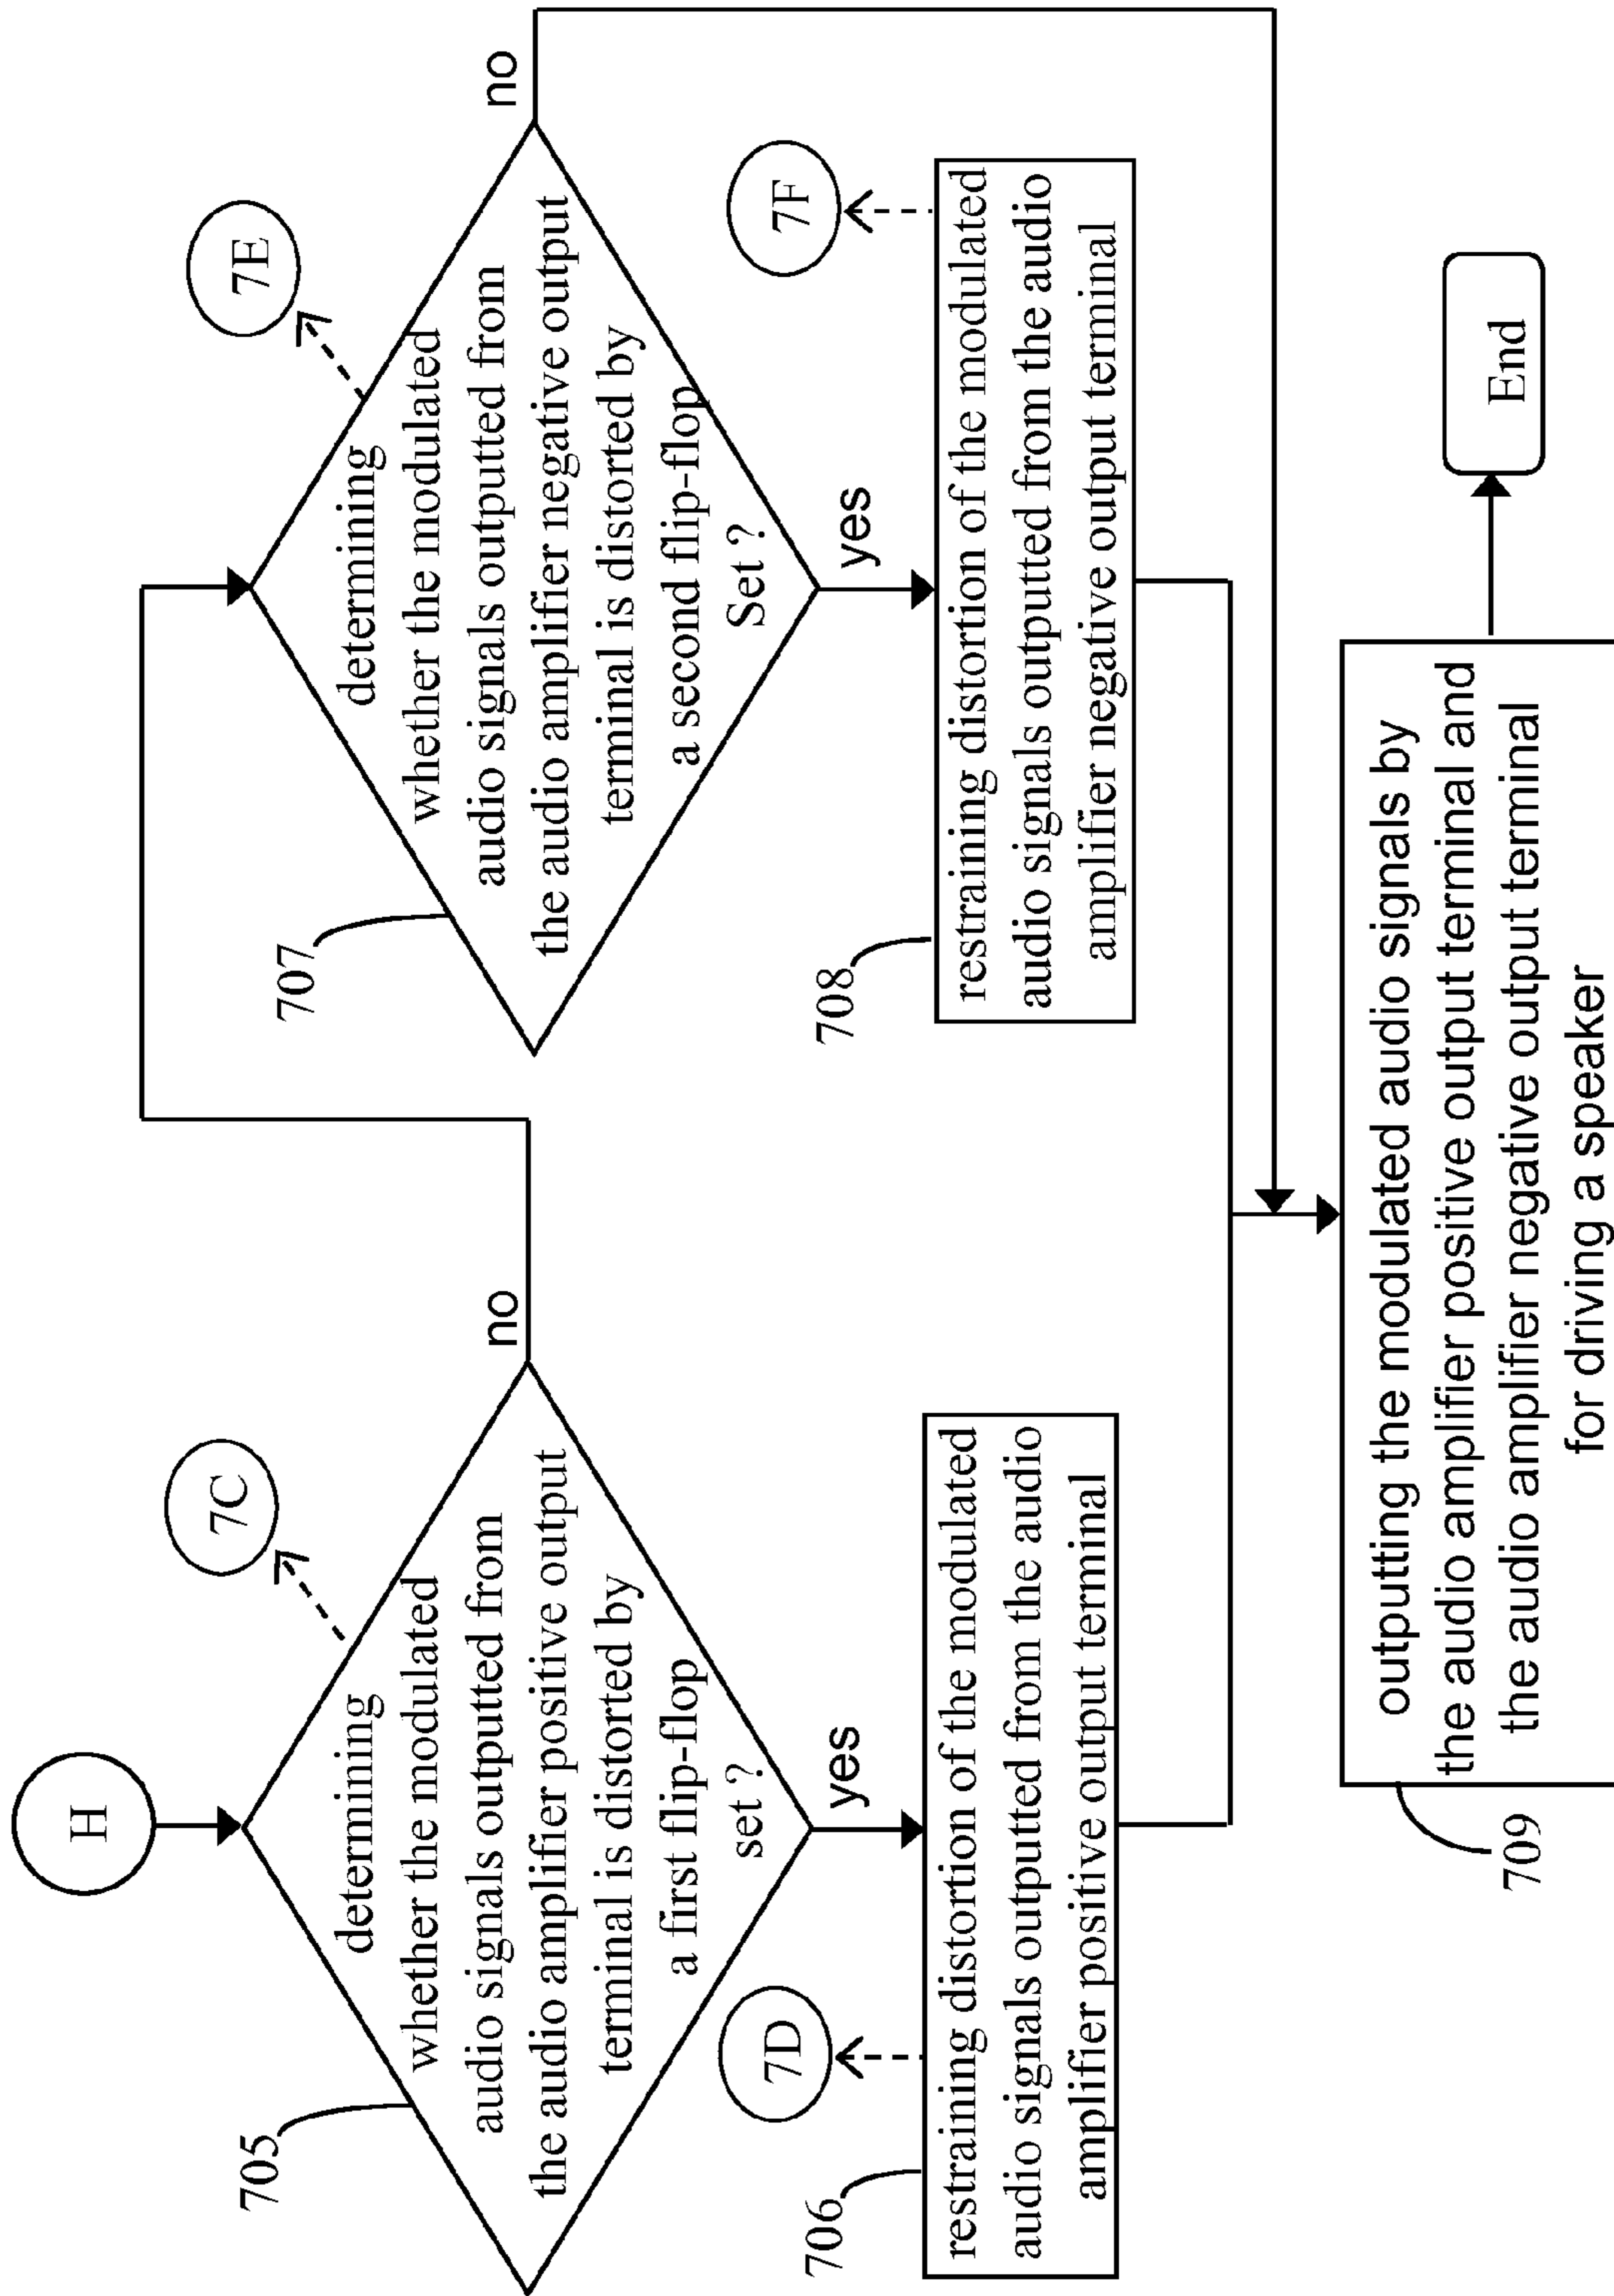 H
7C
705
determining
whether the modulated
audio signals outputted from
the audio amplifier positive output
terminal is distorted by
a first flip-flop
set ?
no
yes
7D
706
restraining distortion of the modulated
audio signals outputted from the audio
amplifier positive output terminal
7E
707
determining
whether the modulated
audio signals outputted from
the audio amplifier negative output
terminal is distorted by
a second flip-flop
Set ?
no
yes
7F
708
restraining distortion of the modulated
audio signals outputted from the audio
amplifier negative output terminal
709
outputting the modulated audio signals by
the audio amplifier positive output terminal and
the audio amplifier negative output terminal
for driving a speaker
End